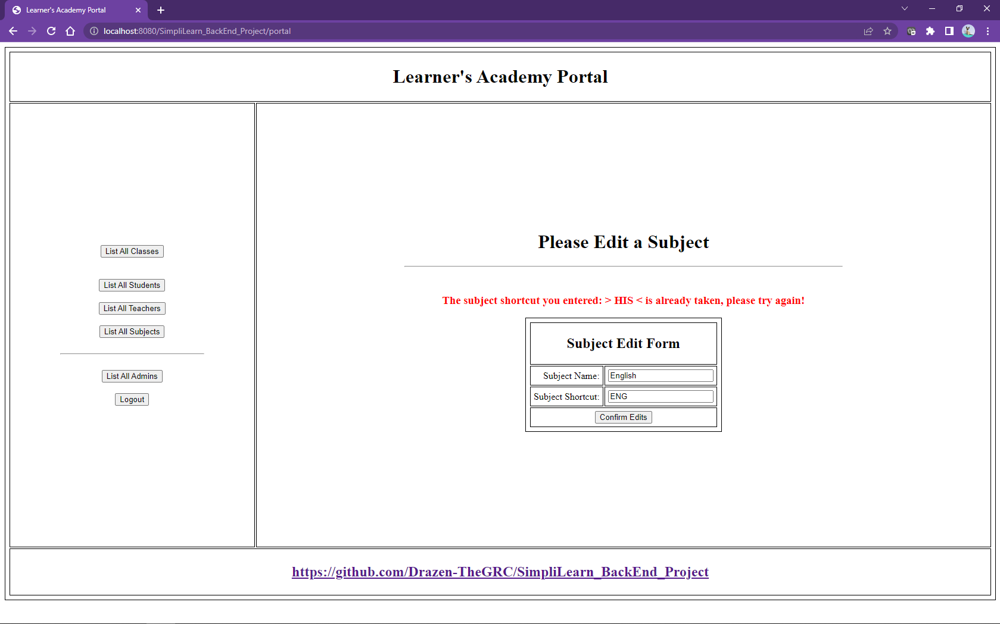 Learner's Academy Portal
localhost:8080/SimpliLearn_BackEnd_Project/portal
Learner's Academy Portal
List All Classes
List All Students
List All Teachers
List All Subjects
List All Admins
Logout
Please Edit a Subject
The subject shortcut you entered: > HIS < is already taken, please try again!
Subject Edit Form
Subject Name: English
Subject Shortcut: ENG
Confirm Edits
https://github.com/Drazen-TheGRC/SimpliLearn_BackEnd_Project